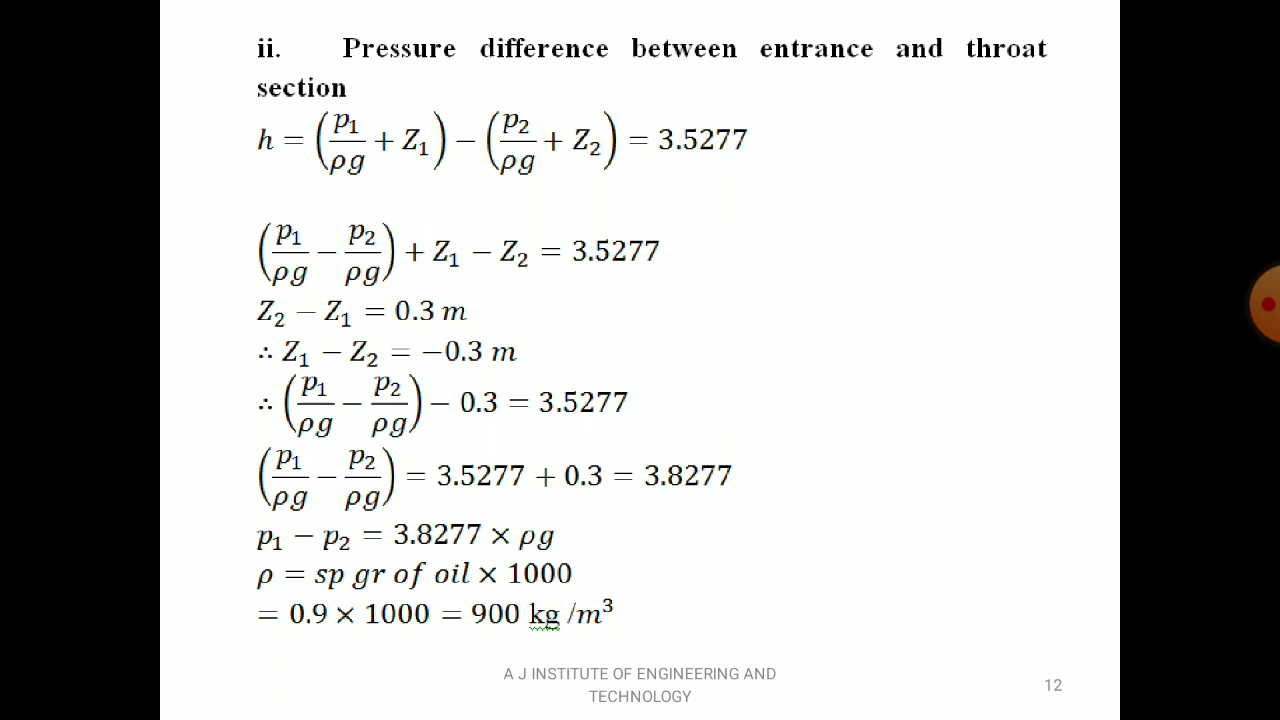 ii. Pressure difference between entrance and throat
section
h = (p₁/ρg + Z₁) − (p₂/ρg + Z₂) = 3.5277
(p₁/ρg − p₂/ρg) + Z₁ − Z₂ = 3.5277
Z₂ − Z₁ = 0.3 m
∴ Z₁ − Z₂ = −0.3 m
∴ (p₁/ρg − p₂/ρg) − 0.3 = 3.5277
(p₁/ρg − p₂/ρg) = 3.5277 + 0.3 = 3.8277
p₁ − p₂ = 3.8277 × ρg
ρ = sp gr of oil × 1000
= 0.9 × 1000 = 900 kg /m³
A J INSTITUTE OF ENGINEERING AND
TECHNOLOGY
12